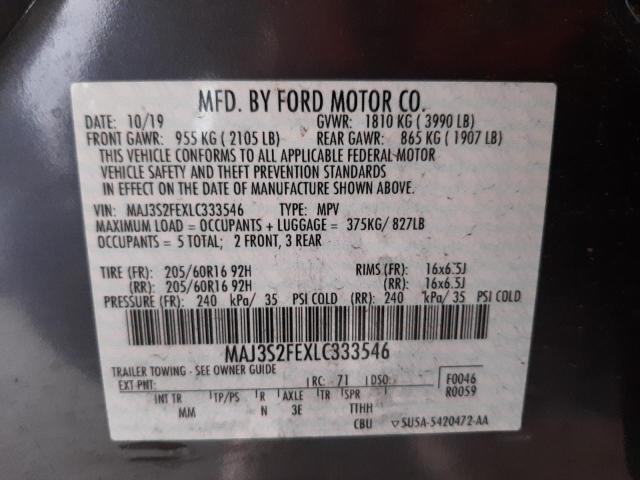 MFD. BY FORD MOTOR CO.
DATE: 10/19 GVWR: 1810 KG ( 3990 LB)
FRONT GAWR: 955 KG ( 2105 LB) REAR GAWR: 865 KG ( 1907 LB)
THIS VEHICLE CONFORMS TO ALL APPLICABLE FEDERAL MOTOR
VEHICLE SAFETY AND THEFT PREVENTION STANDARDS
IN EFFECT ON THE DATE OF MANUFACTURE SHOWN ABOVE.
VIN: MAJ3S2FEXLC333546 TYPE: MPV
MAXIMUM LOAD = OCCUPANTS + LUGGAGE = 375KG/ 827LB
OCCUPANTS = 5 TOTAL; 2 FRONT, 3 REAR
TIRE (FR): 205/60R16 92H RIMS (FR): 16x6.5J
(RR): 205/60R16 92H (RR): 16x6.5J
PRESSURE (FR): 240 kPa/ 35 PSI COLD (RR): 240 kPa/ 35 PSI COLD
MAJ3S2FEXLC333546
TRAILER TOWING - SEE OWNER GUIDE
EXT PNT: RC: 71 DSO: F0046
INT TR TP/PS R AXLE TR SPR R0059
MM N 3E TTHH
CBU SU5A-5420472-AA